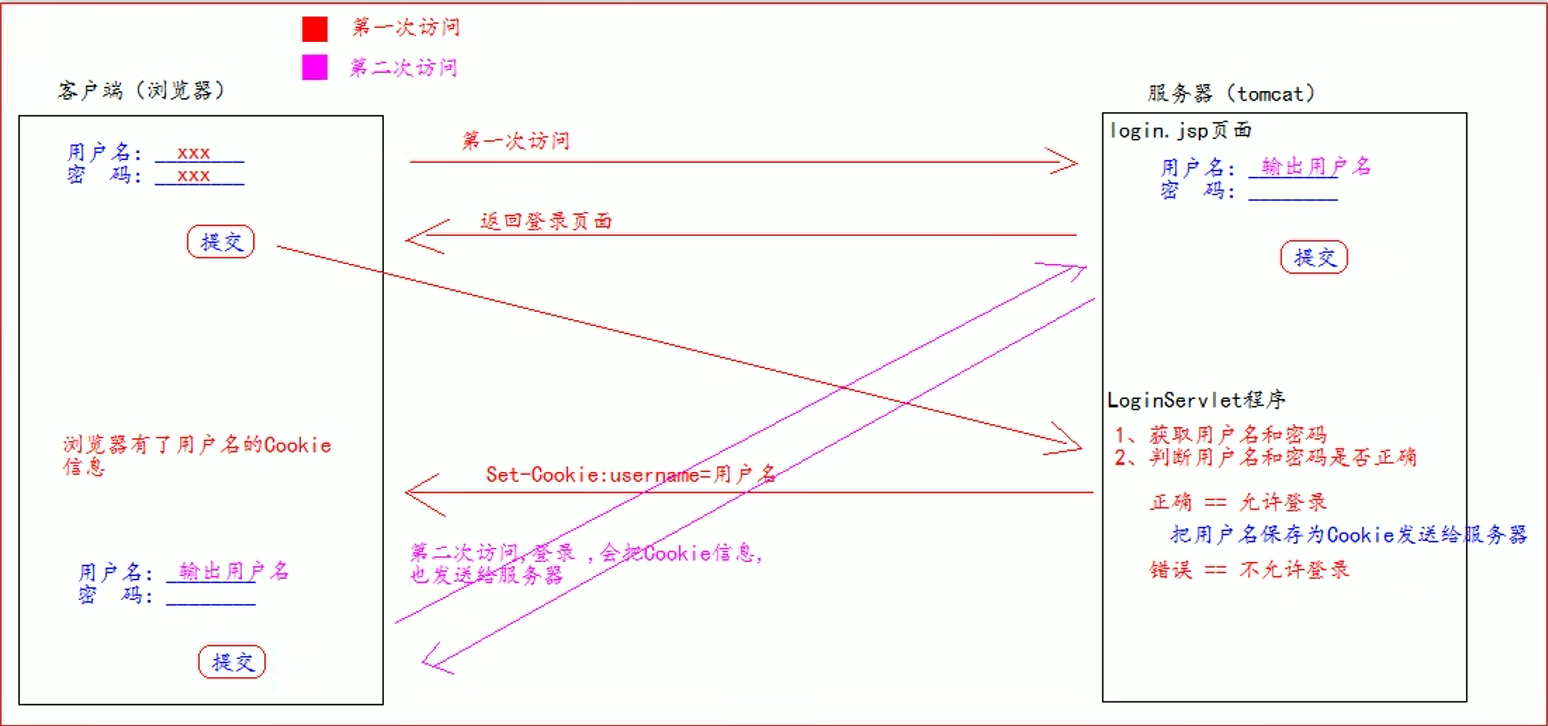 第一次访问
第二次访问
客户端（浏览器）
服务器（tomcat）
用户名：xxx
密 码：xxx
提交
第一次访问
返回登录页面
login.jsp页面
用户名：输出用户名
密 码：
提交
浏览器有了用户名的Cookie
信息
Set-Cookie:username=用户名
LoginServlet程序
1、获取用户名和密码
2、判断用户名和密码是否正确
正确 == 允许登录
把用户名保存为Cookie发送给服务器
错误 == 不允许登录
第二次访问,登录 ,会把Cookie信息,
也发送给服务器
用户名：输出用户名
密 码：
提交